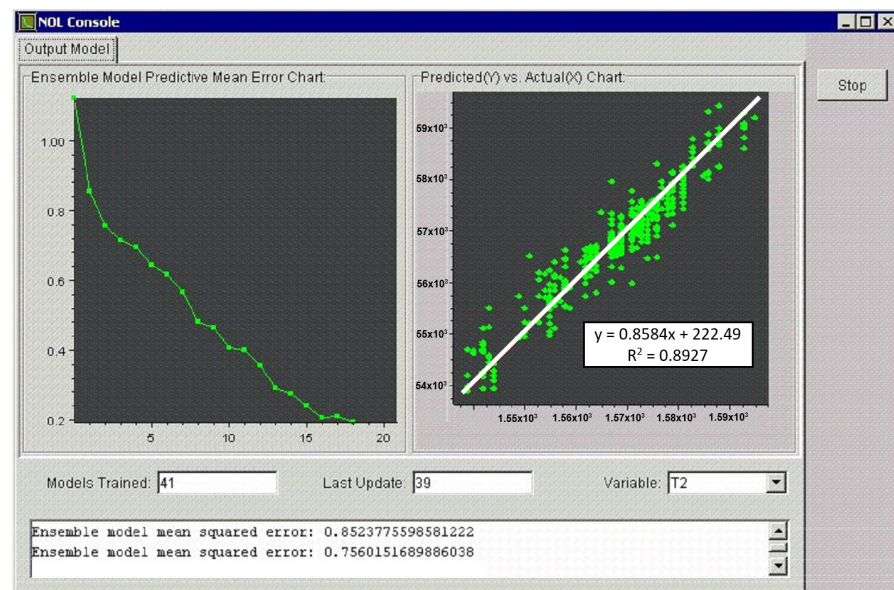 NOL Console
Output Model
Ensemble Model Predictive Mean Error Chart:
1.00
0.8
0.6
0.4
0.2
5 10 15 20
Predicted(Y) vs. Actual(X) Chart:
59x10³
58x10³
57x10³
56x10³
55x10³
54x10³
y = 0.8584x + 222.49
R² = 0.8927
1.55x10³ 1.56x10³ 1.57x10³ 1.58x10³ 1.59x10³
Stop
Models Trained: 41 Last Update: 39 Variable: T2
Ensemble model mean squared error: 0.8523775598581222
Ensemble model mean squared error: 0.7560151689886038